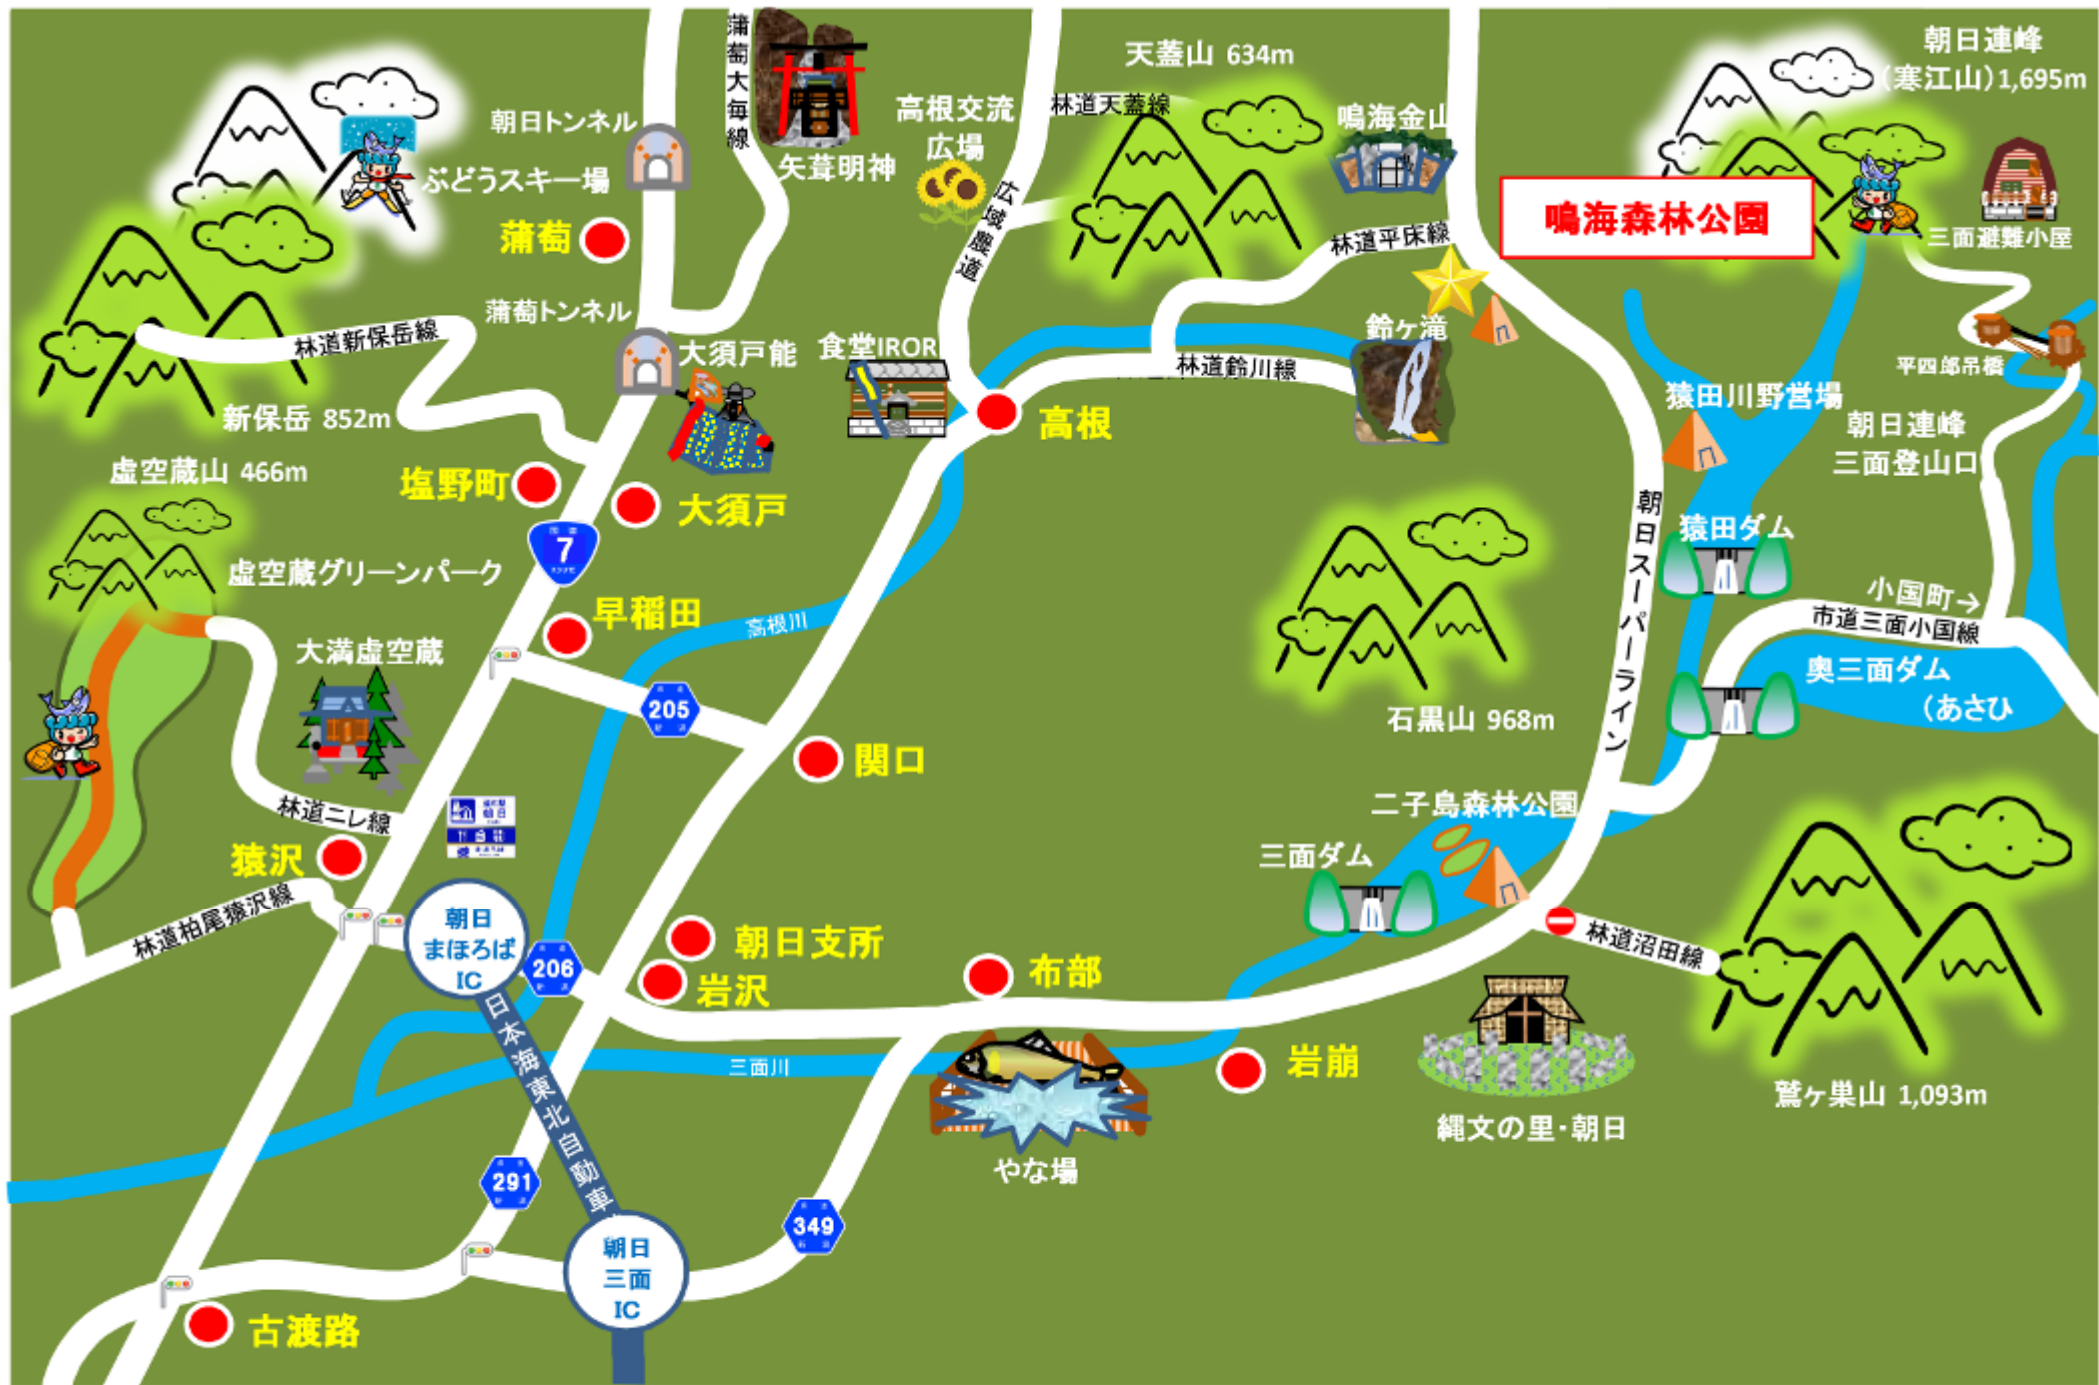 蒲萄大毎線
朝日トンネル
ぶどうスキー場
蒲萄
矢葺明神
高根交流
広場
広域農道
天蓋山 634m
林道天蓋線
鳴海金山
林道平床線
鳴海森林公園
朝日連峰
(寒江山)1,695m
三面避難小屋
蒲萄トンネル
林道新保岳線
新保岳 852m
大須戸能
食堂IRORI
高根
林道鈴川線
鈴ヶ滝
平四郎吊橋
猿田川野営場
朝日連峰
三面登山口
虚空蔵山 466m
塩野町
大須戸
7
ROUTE
虚空蔵グリーンパーク
早稲田
高根川
朝日スーパーライン
猿田ダム
小国町→
市道三面小国線
大満虚空蔵
205
関口
石黒山 968m
奥三面ダム
(あさひ
林道ニレ線
猿沢
朝日
二子島森林公園
三面ダム
林道柏尾猿沢線
朝日
まほろば
IC
206
朝日支所
岩沢
布部
林道沼田線
日本海東北自動車
三面川
やな場
岩崩
縄文の里・朝日
鷲ヶ巣山 1,093m
291
349
朝日
三面
IC
古渡路